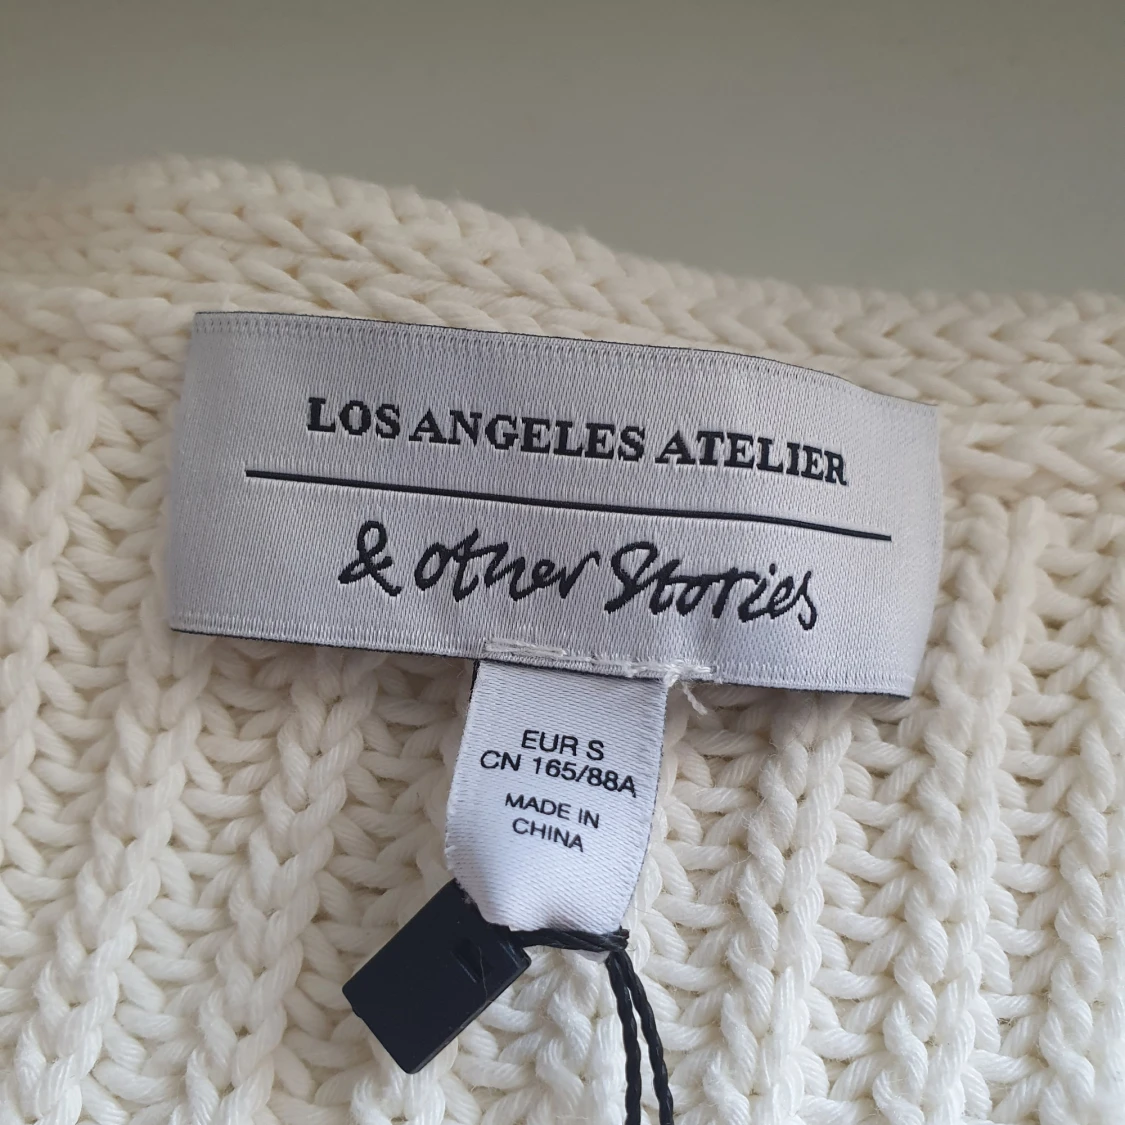 LOS ANGELES ATELIER
& other Stories
EUR S
CN 165/88A
MADE IN
CHINA